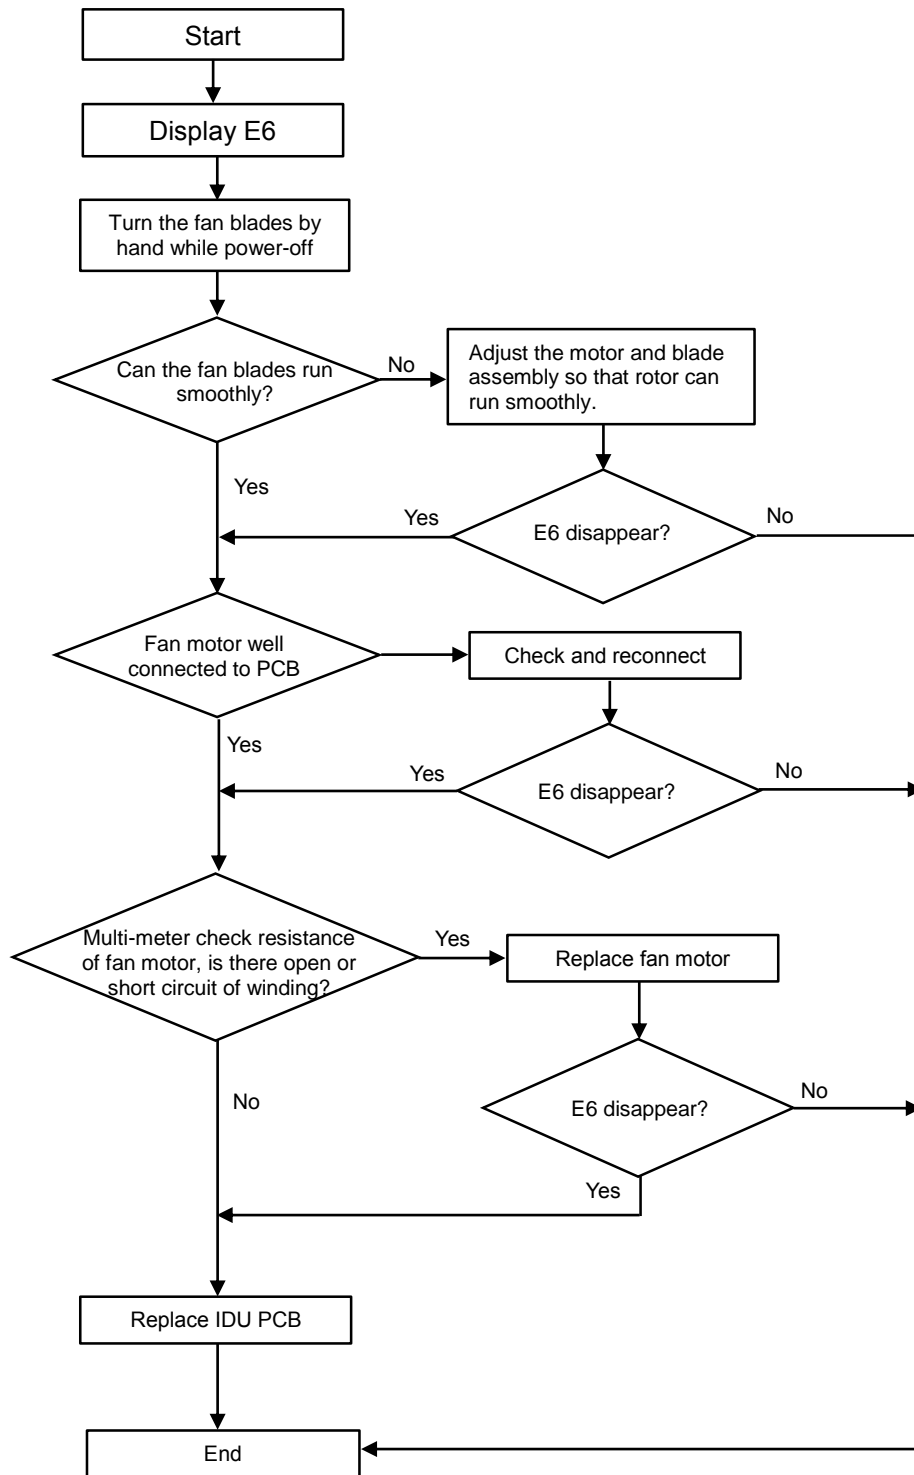 Start
Display E6
Turn the fan blades by
hand while power-off
Can the fan blades run
smoothly?
No
Adjust the motor and blade
assembly so that rotor can
run smoothly.
Yes
Yes
E6 disappear?
No
Fan motor well
connected to PCB
Check and reconnect
Yes
Yes
E6 disappear?
No
Multi-meter check resistance
of fan motor, is there open or
short circuit of winding?
Yes
Replace fan motor
No
E6 disappear?
No
Yes
Replace IDU PCB
End